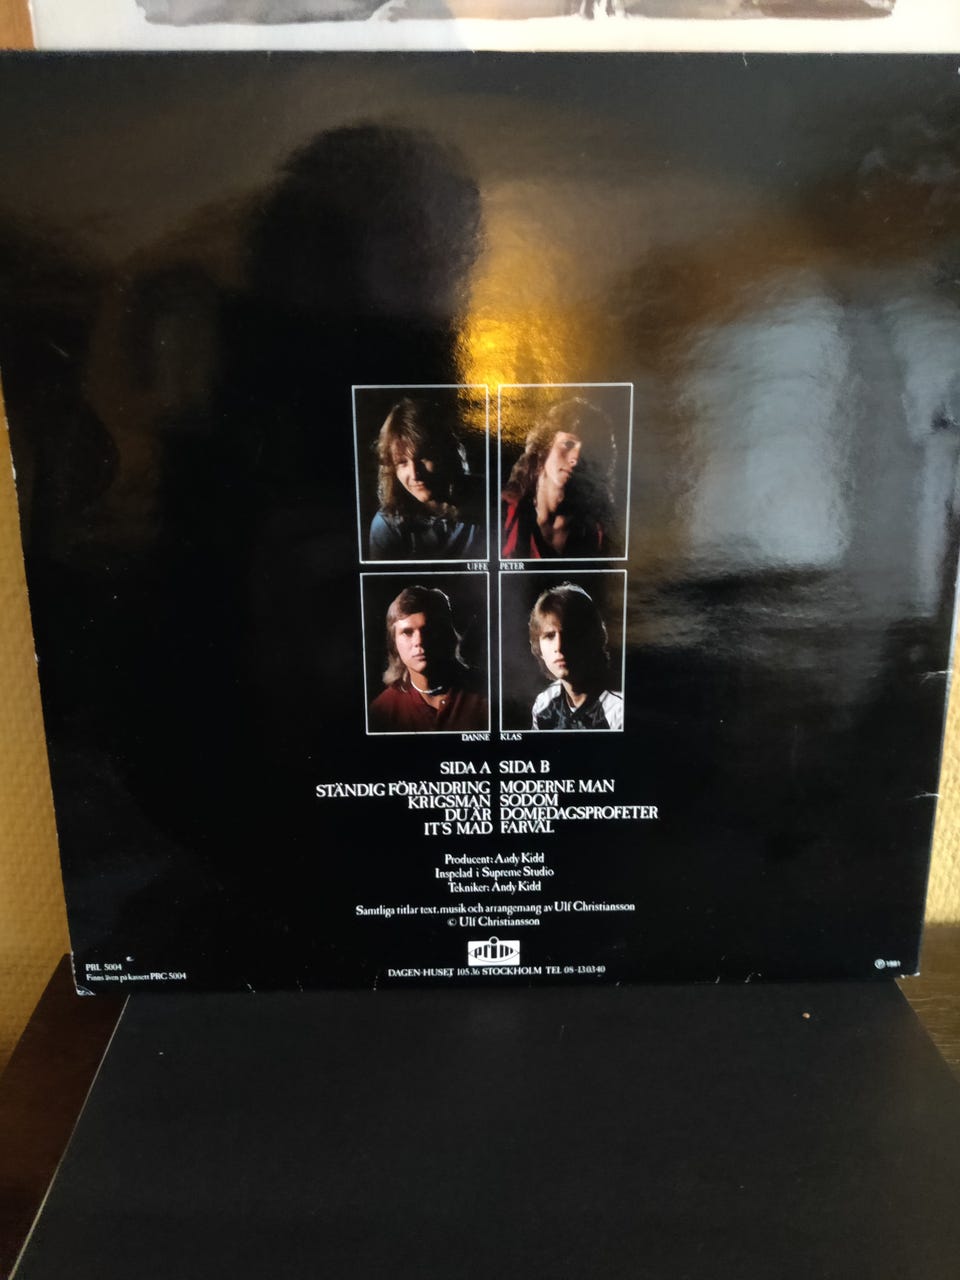 UFFE PETER
DANNE KLAS
SIDA A SIDA B
STÄNDIG FÖRÄNDRING MODERNE MAN
KRIGSMAN SODOM
DU ÄR DOMEDAGSPROFETER
IT'S MAD FARVÄL
Producent: Andy Kidd
Inspelad i Supreme Studio
Tekniker: Andy Kidd
Samtliga titlar text, musik och arrangemang av Ulf Christiansson
© Ulf Christiansson
prim
DAGEN-HUSET 105 36 STOCKHOLM TEL 08-13 03 40
PRL 5004
Finns även på kassett PRC 5004
℗ 1981